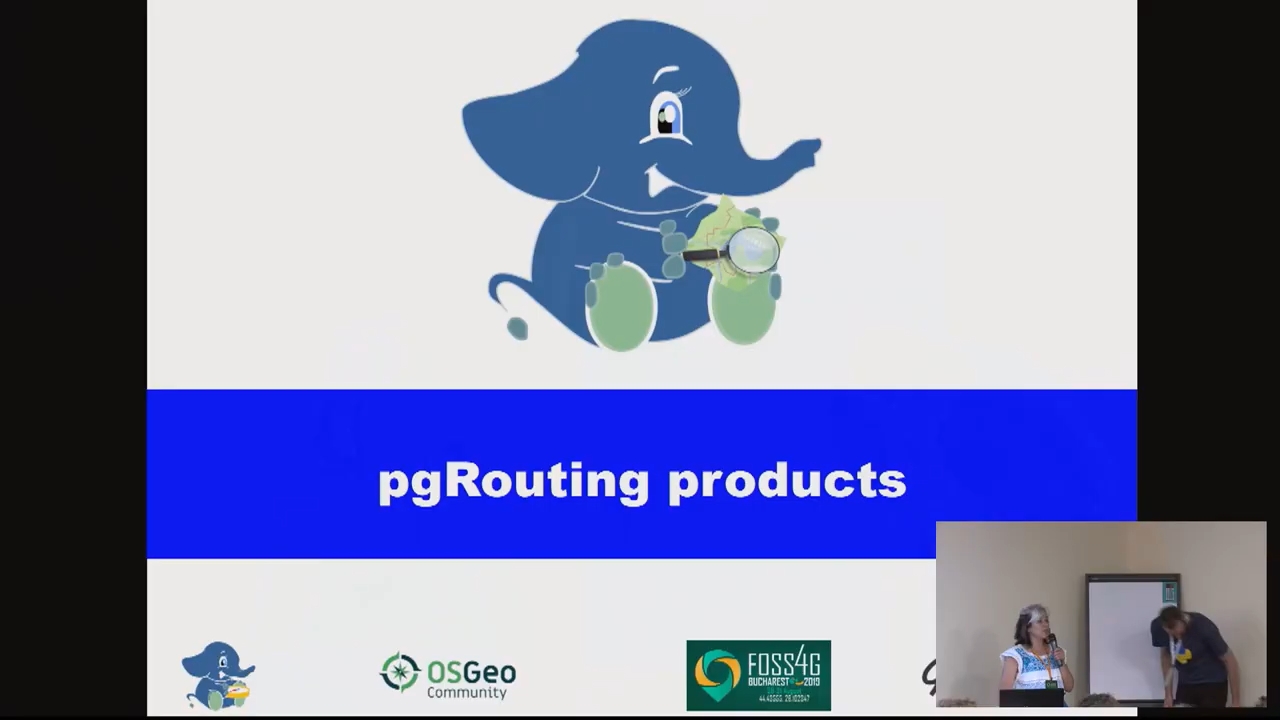 pgRouting products
OSGeo
Community
FOSS4G
BUCHAREST 2019